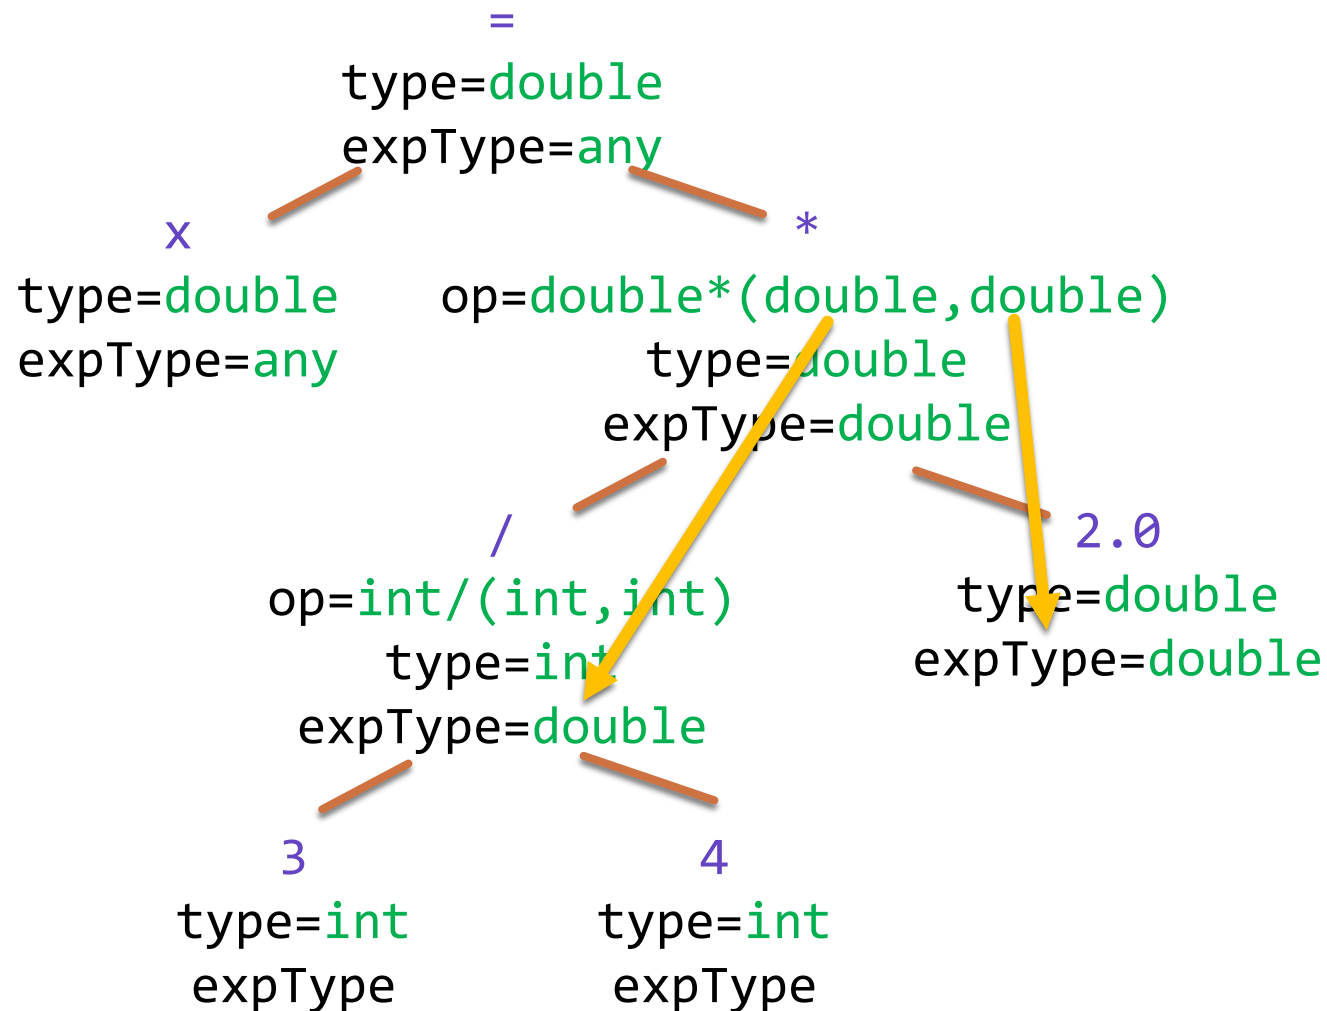 =
type=double
expType=any
x
type=double
expType=any
*
op=double*(double,double)
type=double
expType=double
/
op=int/(int,int)
type=int
expType=double
2.0
type=double
expType=double
3
type=int
expType
4
type=int
expType